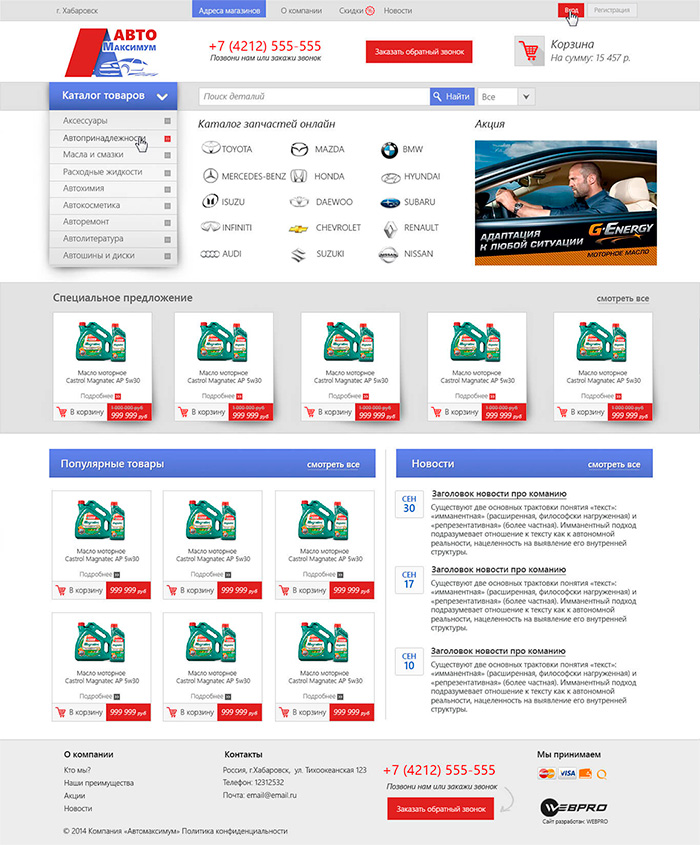 г. Хабаровск
Адреса магазинов
О компании
Скидки %
Новости
Вход
Регистрация
АВТО
Максимум
+7 (4212) 555-555
Позвони нам или закажи звонок
Заказать обратный звонок
Корзина
На сумму: 15 457 р.
Каталог товаров
Поиск деталий
Найти
Все
Аксессуары
Автопринадлежности
Масла и смазки
Расходные жидкости
Автохимия
Автокосметика
Авторемонт
Автолитература
Автошины и диски
Каталог запчастей онлайн
TOYOTA
MAZDA
BMW
MERCEDES-BENZ
HONDA
HYUNDAI
ISUZU
DAEWOO
SUBARU
INFINITI
CHEVROLET
RENAULT
AUDI
SUZUKI
NISSAN
Акция
АДАПТАЦИЯ
К ЛЮБОЙ СИТУАЦИИ
G-ENERGY
МОТОРНОЕ МАСЛО
Специальное предложение
смотреть все
Масло моторное
Castrol Magnatec AP 5w30
Подробнее
В корзину
1 000 000 руб
999 999 руб
Масло моторное
Castrol Magnatec AP 5w30
Подробнее
В корзину
1 000 000 руб
999 999 руб
Масло моторное
Castrol Magnatec AP 5w30
Подробнее
В корзину
1 000 000 руб
999 999 руб
Масло моторное
Castrol Magnatec AP 5w30
Подробнее
В корзину
1 000 000 руб
999 999 руб
Масло моторное
Castrol Magnatec AP 5w30
Подробнее
В корзину
1 000 000 руб
999 999 руб
Популярные товары
смотреть все
Масло моторное
Castrol Magnatec AP 5w30
Подробнее
В корзину
999 999 руб
Масло моторное
Castrol Magnatec AP 5w30
Подробнее
В корзину
999 999 руб
Масло моторное
Castrol Magnatec AP 5w30
Подробнее
В корзину
999 999 руб
Масло моторное
Castrol Magnatec AP 5w30
Подробнее
В корзину
999 999 руб
Масло моторное
Castrol Magnatec AP 5w30
Подробнее
В корзину
999 999 руб
Масло моторное
Castrol Magnatec AP 5w30
Подробнее
В корзину
999 999 руб
Новости
смотреть все
СЕН
30
Заголовок новости про команию
Существуют две основных трактовки понятия «текст»:
«имманентная» (расширенная, философски нагруженная) и
«репрезентативная» (более частная). Имманентный подход
подразумевает отношение к тексту как к автономной
реальности, нацеленность на выявление его внутренней
структуры.
СЕН
17
Заголовок новости про команию
Существуют две основных трактовки понятия «текст»:
«имманентная» (расширенная, философски нагруженная) и
«репрезентативная» (более частная). Имманентный подход
подразумевает отношение к тексту как к автономной
реальности, нацеленность на выявление его внутренней
структуры.
СЕН
10
Заголовок новости про команию
Существуют две основных трактовки понятия «текст»:
«имманентная» (расширенная, философски нагруженная) и
«репрезентативная» (более частная). Имманентный подход
подразумевает отношение к тексту как к автономной
реальности, нацеленность на выявление его внутренней
структуры.
О компании
Кто мы?
Наши преимущества
Акции
Новости
Контакты
Россия, г.Хабаровск, ул. Тихоокеанская 123
Телефон: 12312532
Почта: email@email.ru
+7 (4212) 555-555
Позвони нам или закажи звонок
Заказать обратный звонок
Мы принимаем
VISA
WEBPRO
Сайт разработан: WEBPRO
© 2014 Компания «Автомаксимум» Политика конфиденциальности